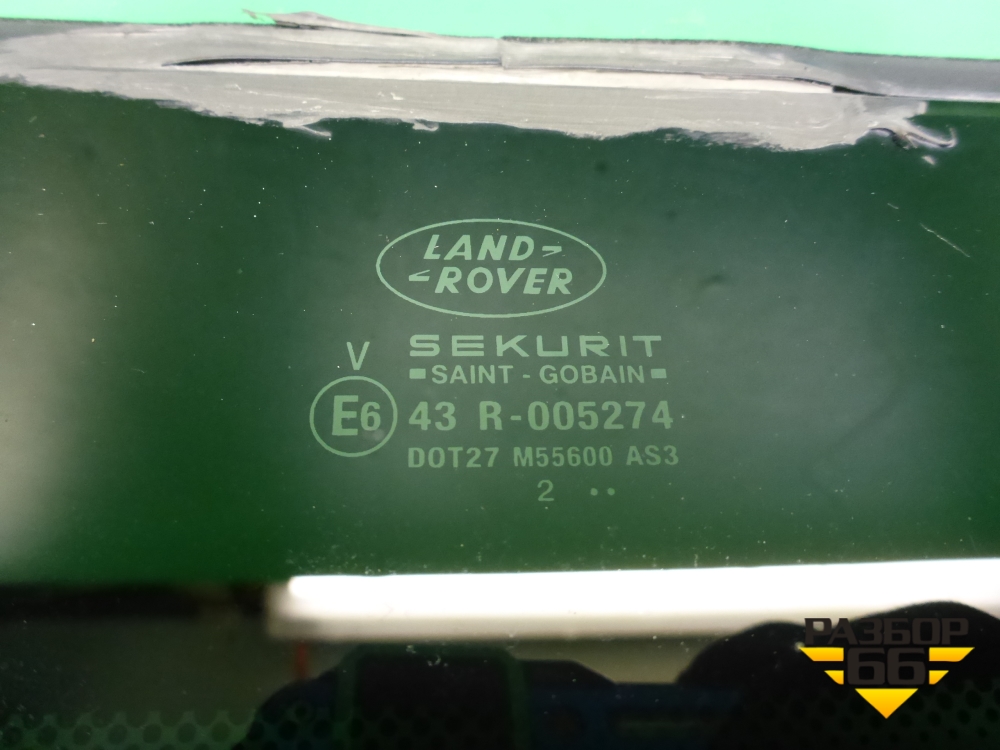 LAND
ROVER
SEKURIT
SAINT - GOBAIN
V
E6 43 R-005274
DOT27 M55600 AS3
2 ••
РАЗБОР
66